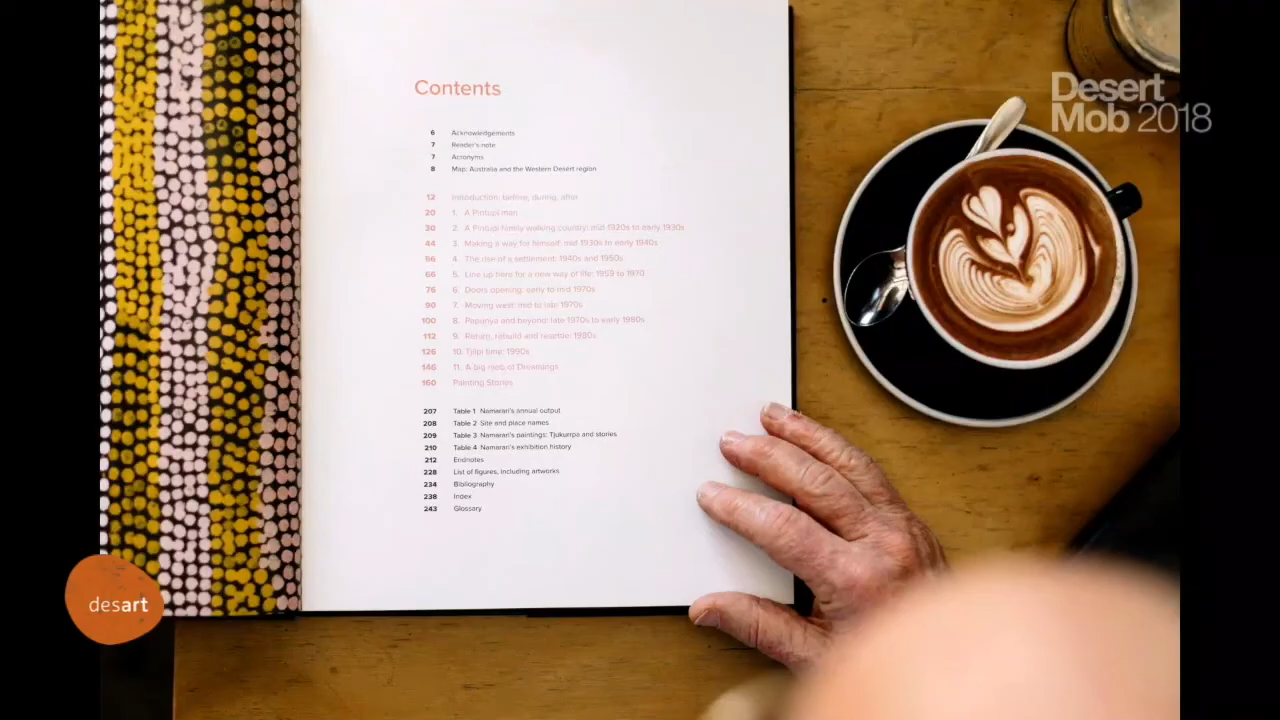 Contents
6 Acknowledgements
7 Reader's note
7 Acronyms
8 Map: Australia and the Western Desert region
12 Introduction: before, during, after
20 1. A Pintupi man
30 2. A Pintupi family walking country: mid 1920s to early 1930s
44 3. Making a way for himself: mid 1930s to early 1940s
56 4. The rise of a settlement: 1940s and 1950s
66 5. Line up here for a new way of life: 1959 to 1970
76 6. Doors opening: early to mid 1970s
90 7. Moving west: mid to late 1970s
100 8. Papunya and beyond: late 1970s to early 1980s
112 9. Return, rebuild and resettle: 1980s
126 10. Tjilpi time: 1990s
146 11. A big mob of Dreamings
160 Painting Stories
207 Table 1 Namarari's annual output
208 Table 2 Site and place names
209 Table 3 Namarari's paintings: Tjukurrpa and stories
210 Table 4 Namarari's exhibition history
212 Endnotes
228 List of figures, including artworks
234 Bibliography
238 Index
243 Glossary
Desert
Mob 2018
desart